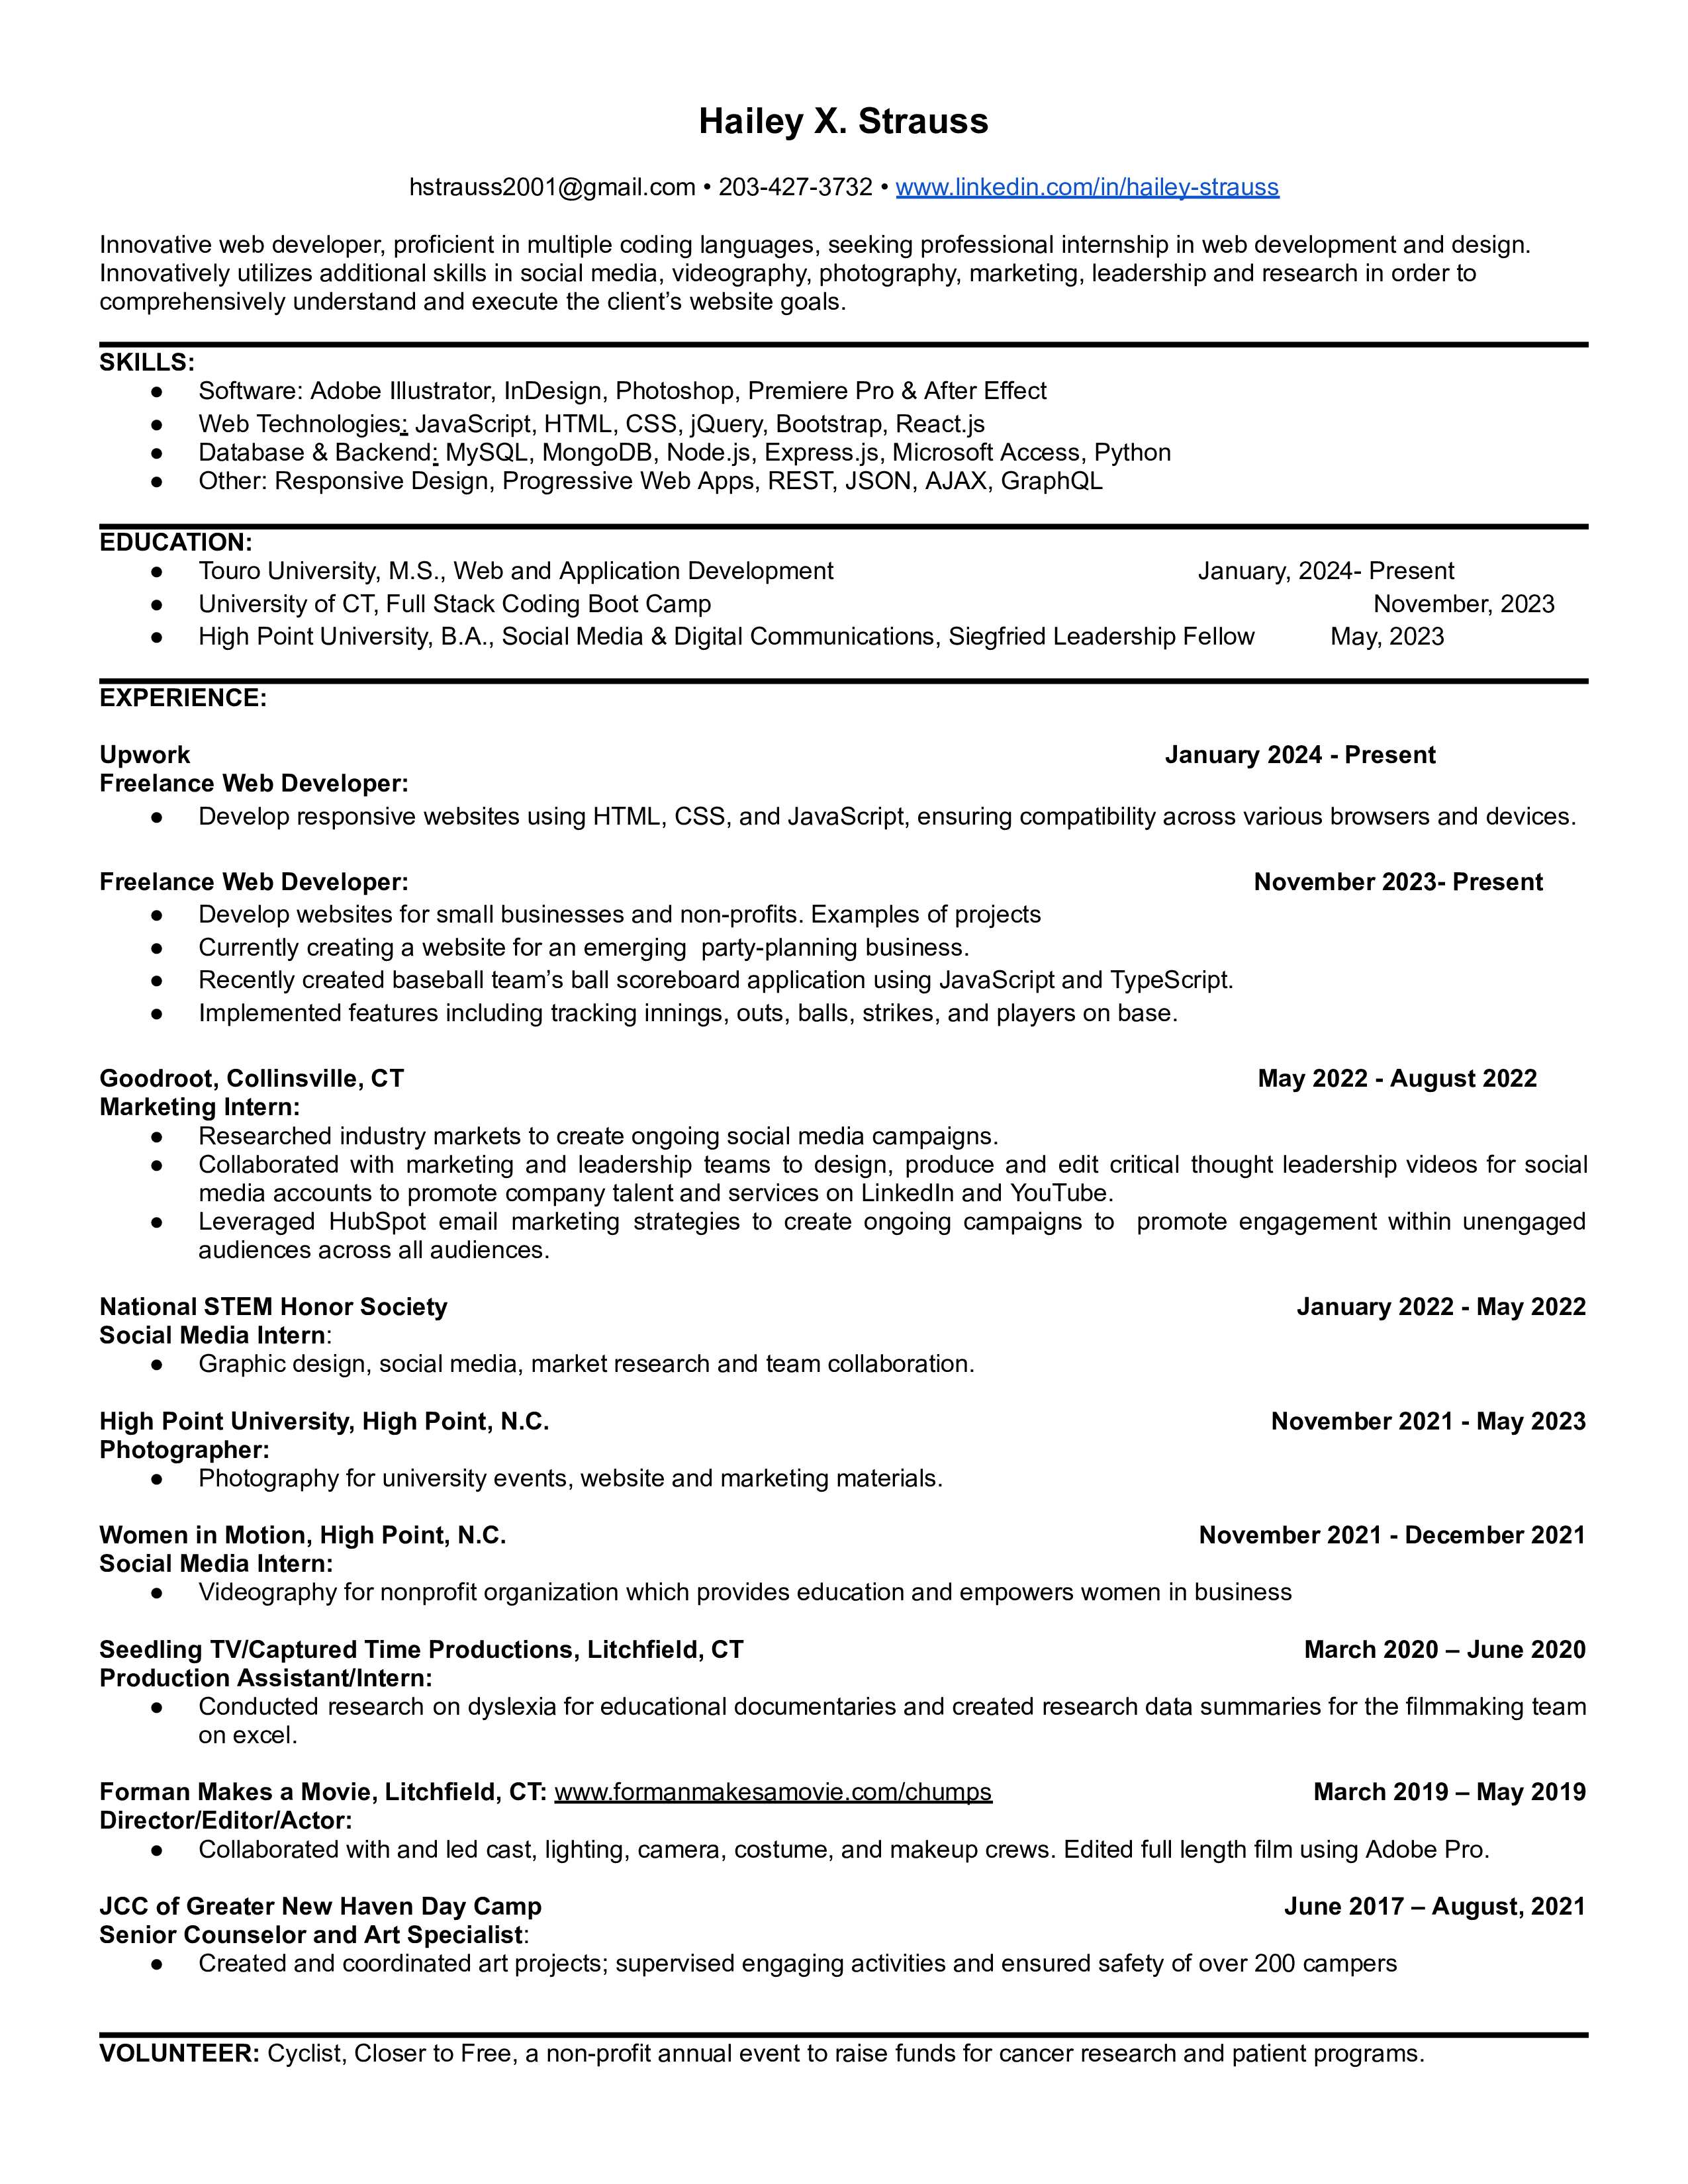 Hailey X. Strauss
hstrauss2001@gmail.com • 203-427-3732 • www.linkedin.com/in/hailey-strauss
Innovative web developer, proficient in multiple coding languages, seeking professional internship in web development and design.
Innovatively utilizes additional skills in social media, videography, photography, marketing, leadership and research in order to
comprehensively understand and execute the client’s website goals.
SKILLS:
● Software: Adobe Illustrator, InDesign, Photoshop, Premiere Pro & After Effect
● Web Technologies: JavaScript, HTML, CSS, jQuery, Bootstrap, React.js
● Database & Backend: MySQL, MongoDB, Node.js, Express.js, Microsoft Access, Python
● Other: Responsive Design, Progressive Web Apps, REST, JSON, AJAX, GraphQL
EDUCATION:
● Touro University, M.S., Web and Application Development January, 2024- Present
● University of CT, Full Stack Coding Boot Camp November, 2023
● High Point University, B.A., Social Media & Digital Communications, Siegfried Leadership Fellow May, 2023
EXPERIENCE:
Upwork January 2024 - Present
Freelance Web Developer:
● Develop responsive websites using HTML, CSS, and JavaScript, ensuring compatibility across various browsers and devices.
Freelance Web Developer: November 2023- Present
● Develop websites for small businesses and non-profits. Examples of projects
● Currently creating a website for an emerging  party-planning business.
● Recently created baseball team’s ball scoreboard application using JavaScript and TypeScript.
● Implemented features including tracking innings, outs, balls, strikes, and players on base.
Goodroot, Collinsville, CT May 2022 - August 2022
Marketing Intern:
● Researched industry markets to create ongoing social media campaigns.
● Collaborated with marketing and leadership teams to design, produce and edit critical thought leadership videos for social
media accounts to promote company talent and services on LinkedIn and YouTube.
● Leveraged HubSpot email marketing strategies to create ongoing campaigns to  promote engagement within unengaged
audiences across all audiences.
National STEM Honor Society January 2022 - May 2022
Social Media Intern:
● Graphic design, social media, market research and team collaboration.
High Point University, High Point, N.C. November 2021 - May 2023
Photographer:
● Photography for university events, website and marketing materials.
Women in Motion, High Point, N.C. November 2021 - December 2021
Social Media Intern:
● Videography for nonprofit organization which provides education and empowers women in business
Seedling TV/Captured Time Productions, Litchfield, CT March 2020 – June 2020
Production Assistant/Intern:
● Conducted research on dyslexia for educational documentaries and created research data summaries for the filmmaking team
on excel.
Forman Makes a Movie, Litchfield, CT: www.formanmakesamovie.com/chumps March 2019 – May 2019
Director/Editor/Actor:
● Collaborated with and led cast, lighting, camera, costume, and makeup crews. Edited full length film using Adobe Pro.
JCC of Greater New Haven Day Camp June 2017 – August, 2021
Senior Counselor and Art Specialist:
● Created and coordinated art projects; supervised engaging activities and ensured safety of over 200 campers
VOLUNTEER: Cyclist, Closer to Free, a non-profit annual event to raise funds for cancer research and patient programs.